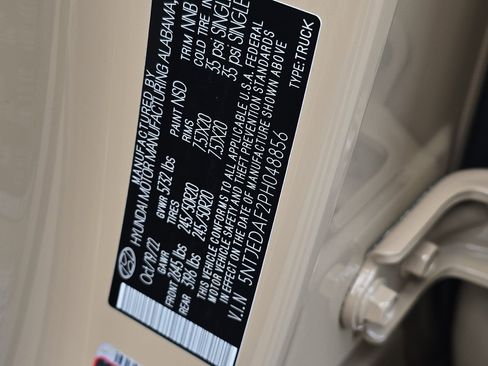 MANUFACTURED BY
HYUNDAI MOTOR MANUFACTURING ALABAMA,
Oct/19/22 GVWR 5732 lbs PAINT NSD TRIM NNB
GAWR TIRES RIMS COLD TIRE
FRONT 2645 lbs 245/50R20 7.5JX20 35 psi SINGLE
REAR 3196 lbs 245/50R20 7.5JX20 35 psi SINGLE
THIS VEHICLE CONFORMS TO ALL APPLICABLE U.S.A. FEDERAL
MOTOR VEHICLE SAFETY, BUMPER, AND THEFT PREVENTION STANDARDS
IN EFFECT ON THE DATE OF MANUFACTURE SHOWN ABOVE
V.I.N 5NTJEDAF2PH048856 TYPE:TRUCK